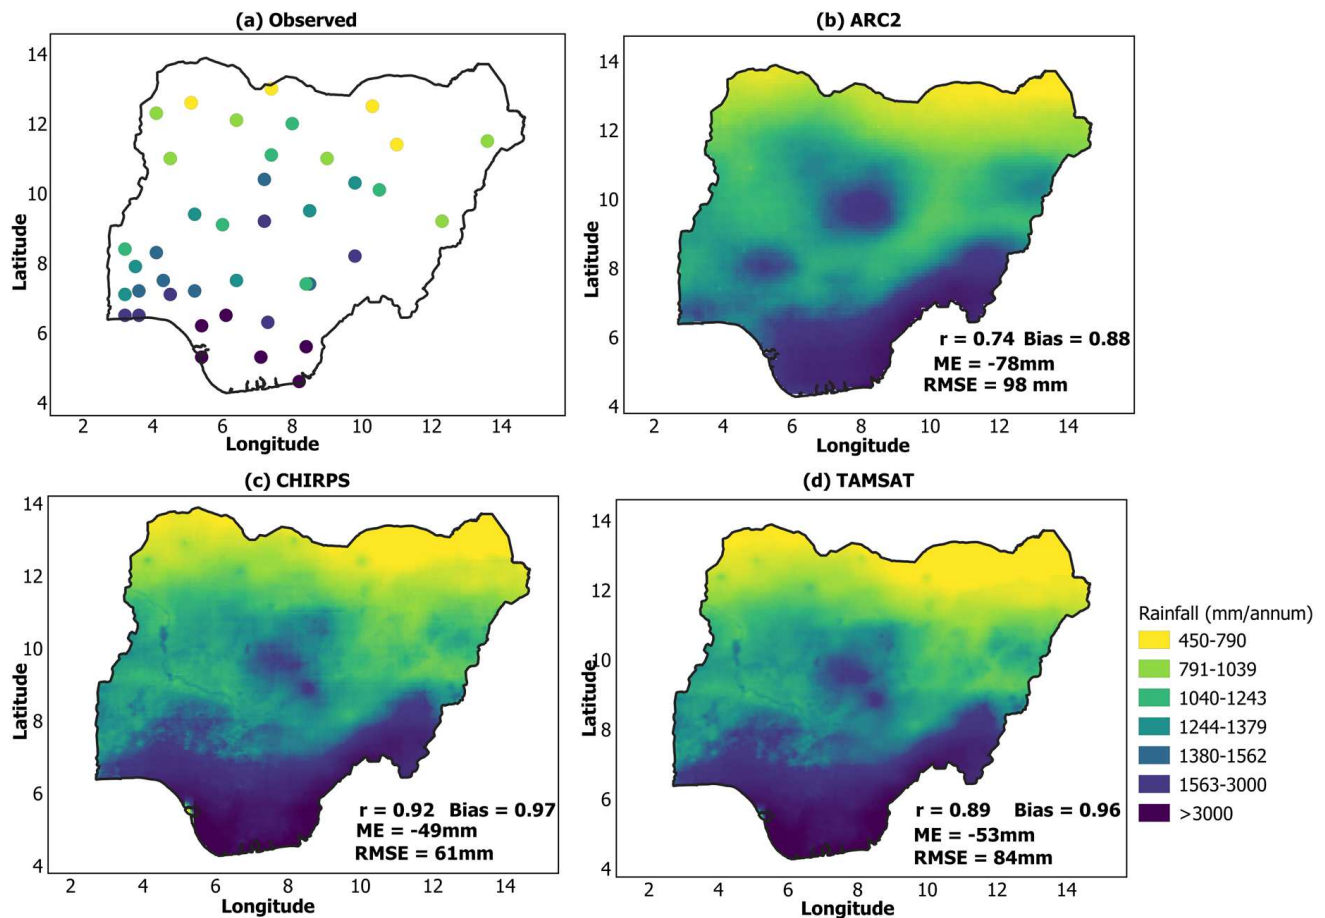 (a) Observed
14
12
10
8
6
4
Latitude
2 4 6 8 10 12 14
Longitude
(b) ARC2
14
12
10
8
6
4
Latitude
r = 0.74 Bias = 0.88
ME = -78mm
RMSE = 98 mm
2 4 6 8 10 12 14
Longitude
(c) CHIRPS
14
12
10
8
6
4
Latitude
r = 0.92 Bias = 0.97
ME = -49mm
RMSE = 61mm
2 4 6 8 10 12 14
Longitude
(d) TAMSAT
14
12
10
8
6
4
Latitude
r = 0.89 Bias = 0.96
ME = -53mm
RMSE = 84mm
2 4 6 8 10 12 14
Longitude
Rainfall (mm/annum)
450-790
791-1039
1040-1243
1244-1379
1380-1562
1563-3000
>3000